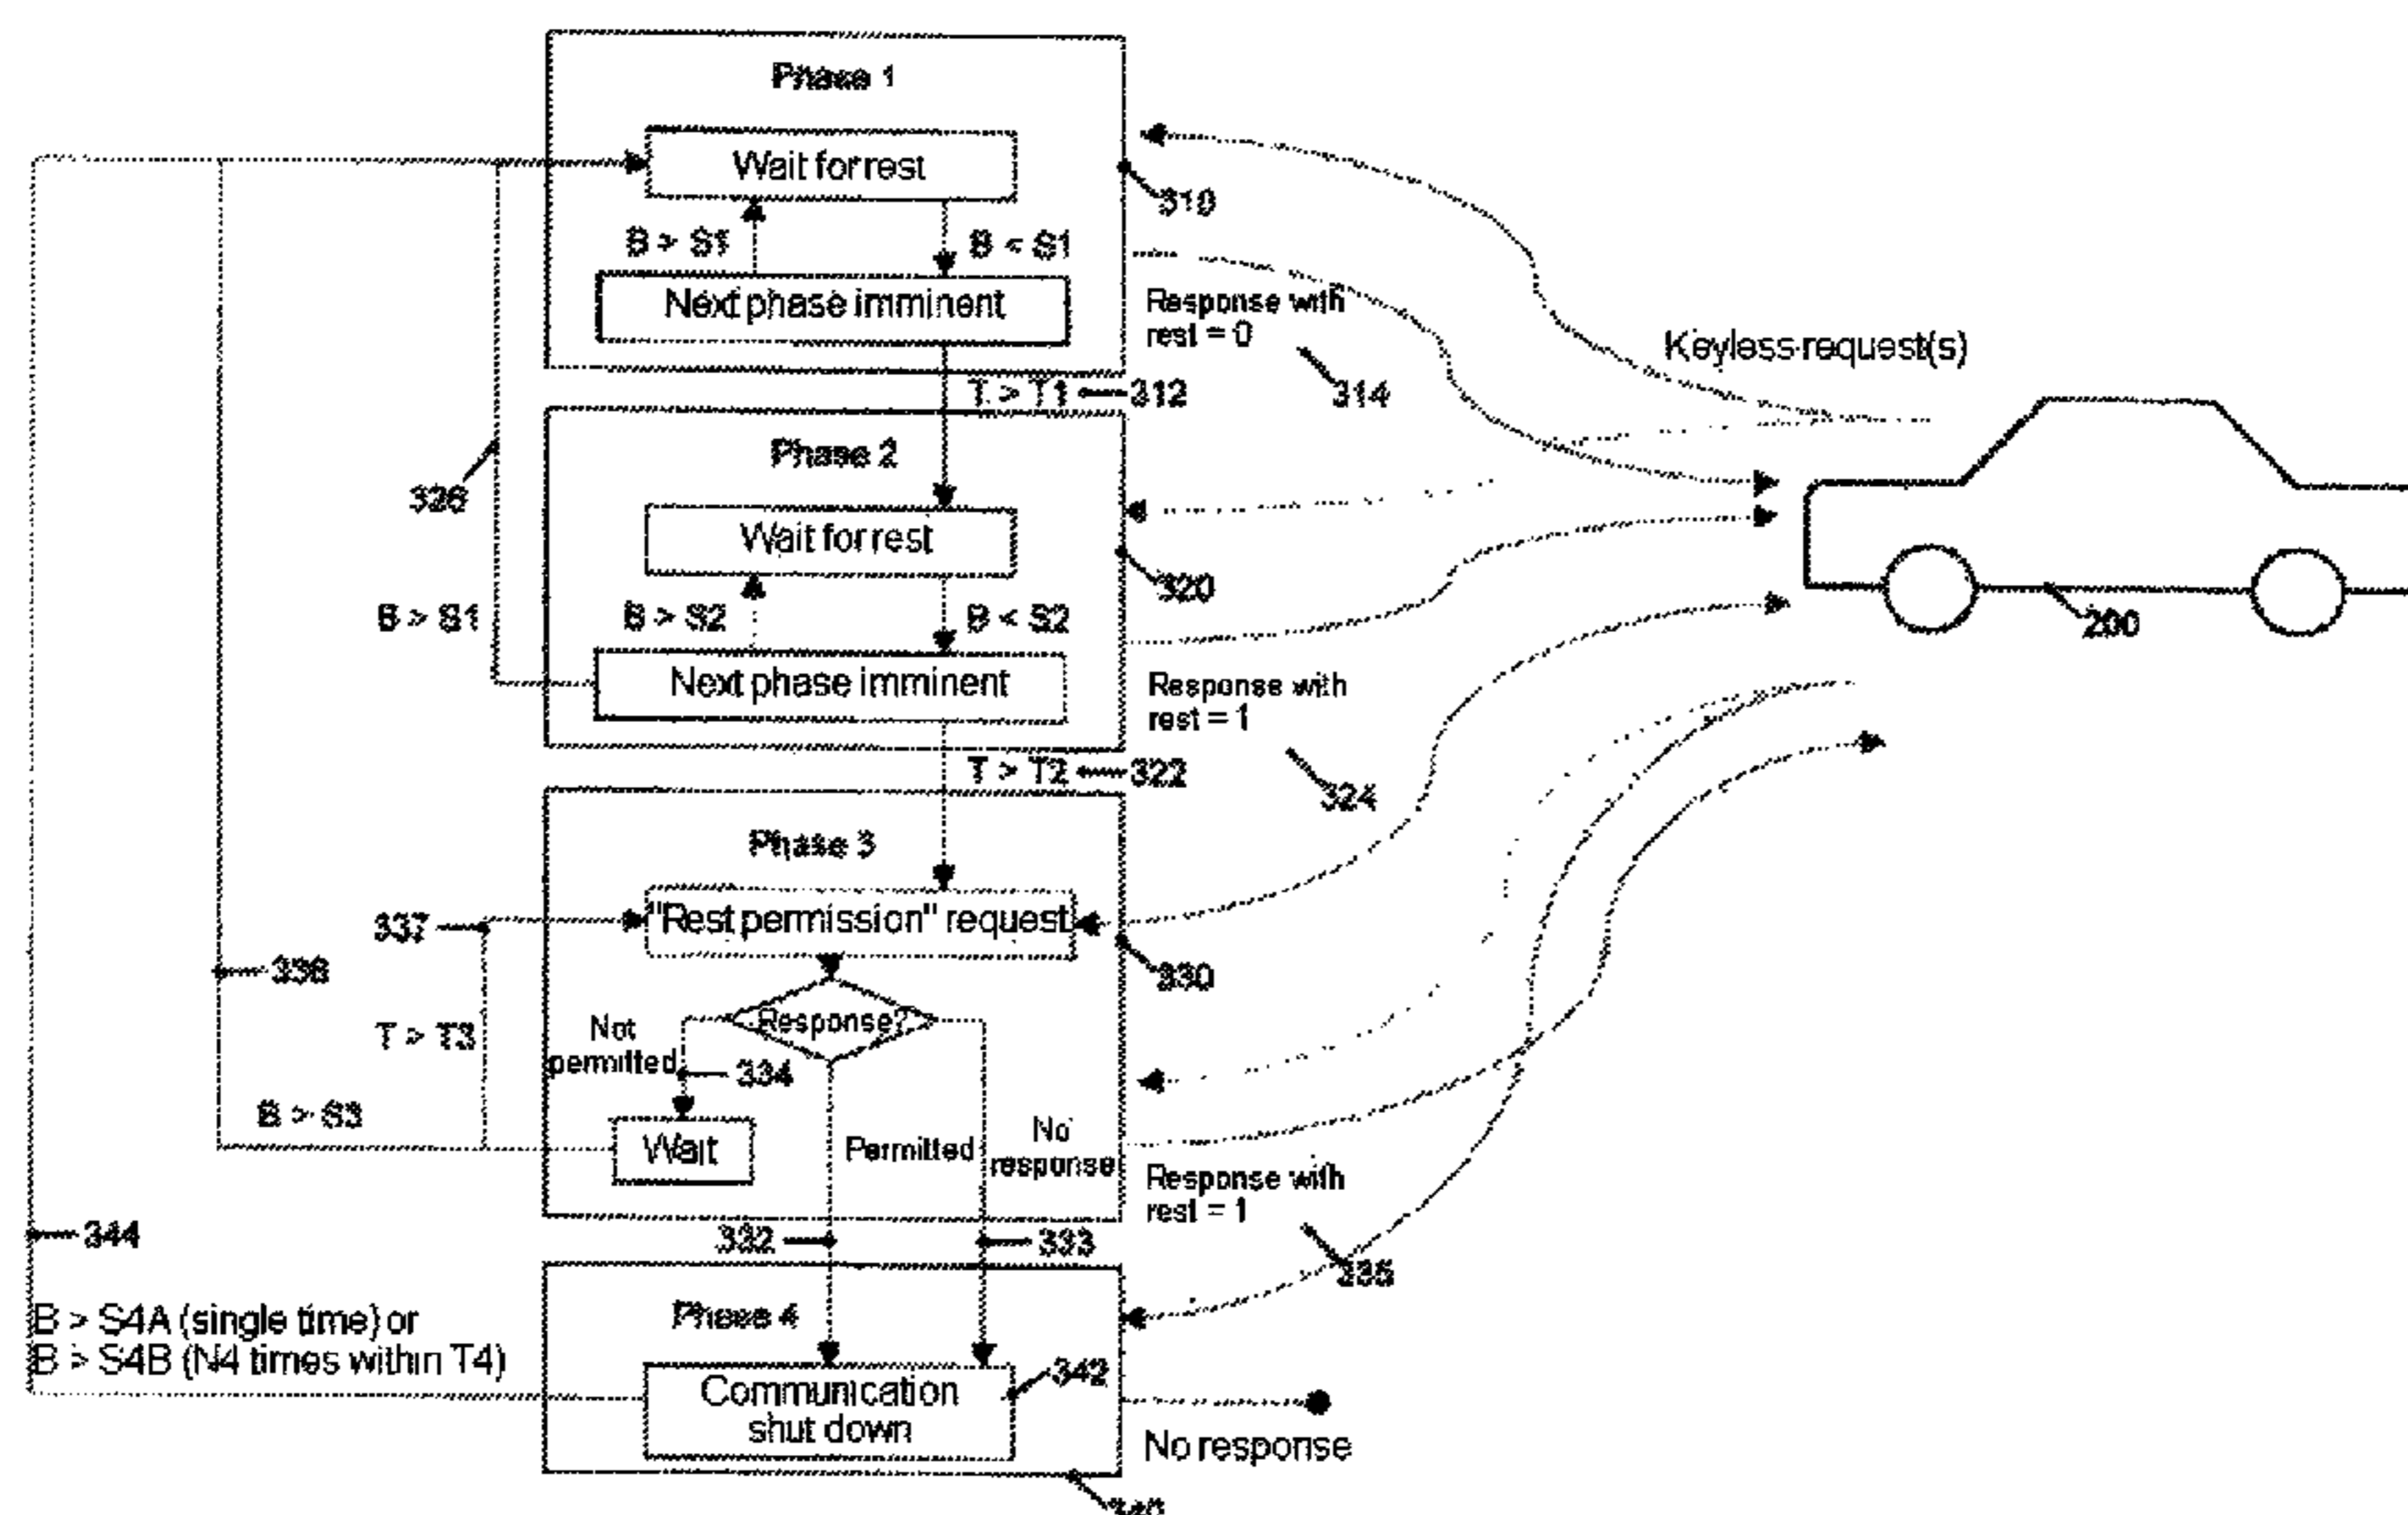 Phase 1
Wait for rest
310
B > S1
B < S1
Next phase imminent
Response with
rest = 0
Keyless request(s)
T > T1
312
314
Phase 2
326
Wait for rest
320
B > S1
B > S2
B < S2
200
Next phase imminent
Response with
rest = 1
T > T2
322
324
Phase 3
337
"Rest permission" request
336
330
T > T3
Not
permitted
Response?
334
B > S3
Wait
Permitted
No
response
Response with
rest = 1
344
332
333
335
B > S4A (single time) or
B > S4B (N4 times within T4)
Phase 4
342
Communication
shut down
No response
340